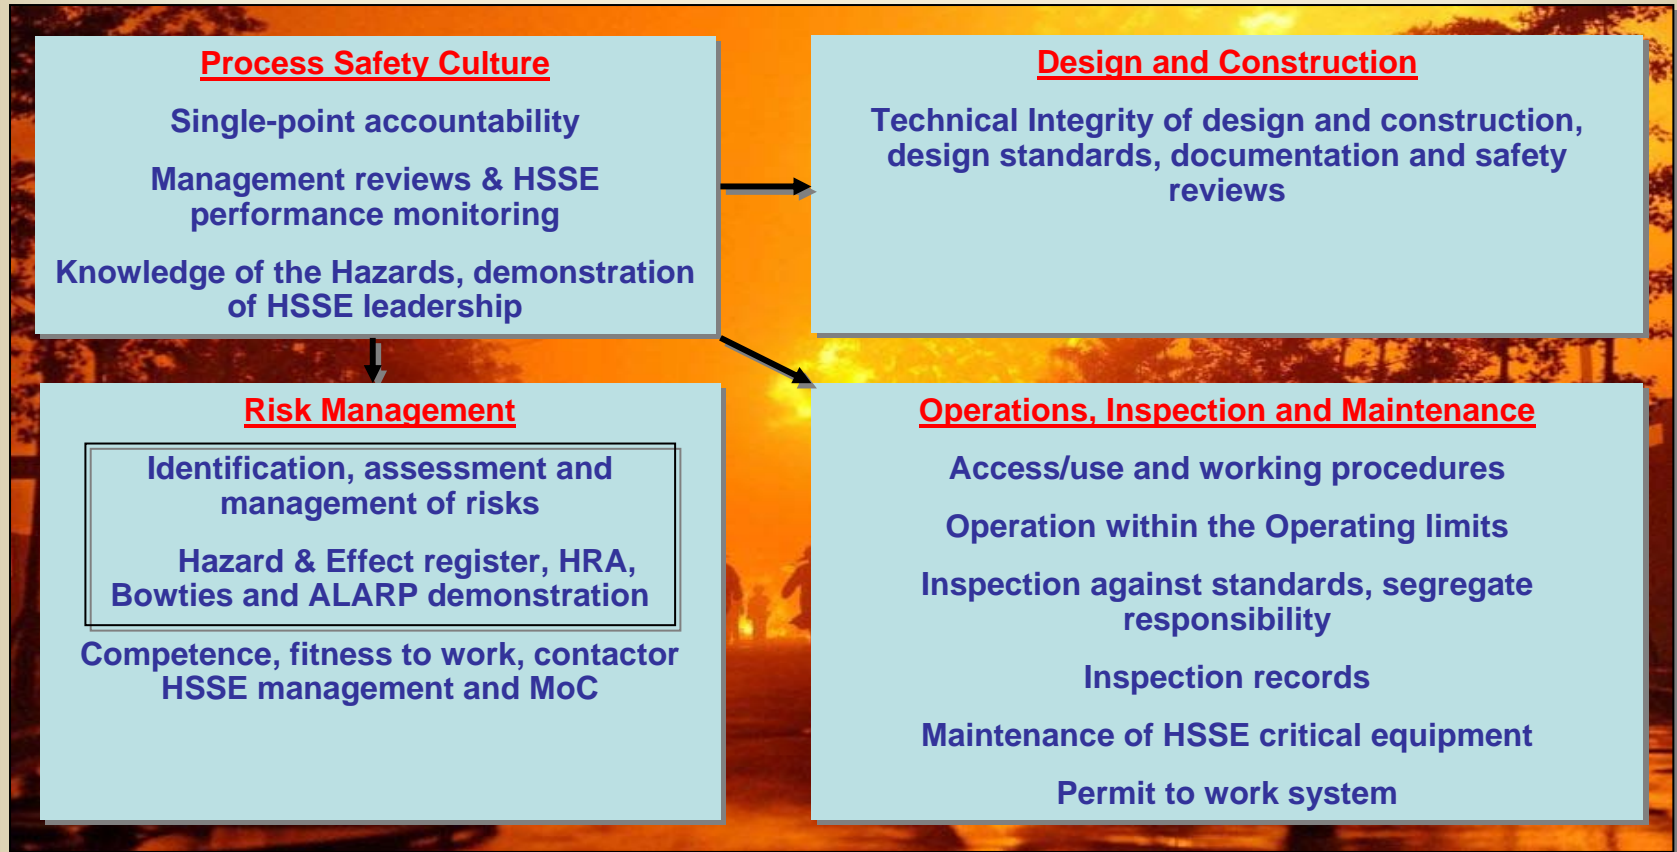 Process Safety Culture
Single-point accountability
Management reviews & HSSE
performance monitoring
Knowledge of the Hazards, demonstration
of HSSE leadership
Design and Construction
Technical Integrity of design and construction,
design standards, documentation and safety
reviews
Risk Management
Identification, assessment and
management of risks
Hazard & Effect register, HRA,
Bowties and ALARP demonstration
Competence, fitness to work, contactor
HSSE management and MoC
Operations, Inspection and Maintenance
Access/use and working procedures
Operation within the Operating limits
Inspection against standards, segregate
responsibility
Inspection records
Maintenance of HSSE critical equipment
Permit to work system